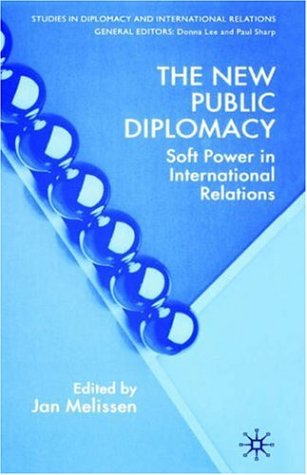 STUDIES IN DIPLOMACY AND INTERNATIONAL RELATIONS
GENERAL EDITORS: Donna Lee and Paul Sharp
THE NEW
PUBLIC
DIPLOMACY
Soft Power in
International
Relations
Edited by
Jan Melissen